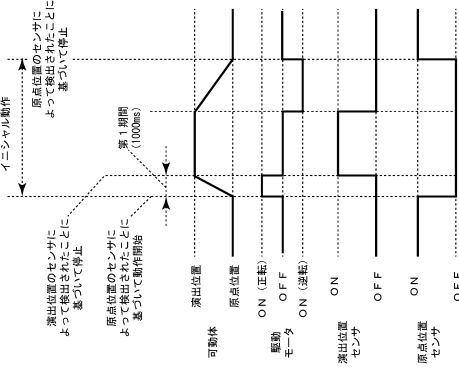 イニシャル動作
原点位置のセンサに
よって検出されたことに
基づいて停止
第1期間
(1000ms)
演出位置のセンサに
よって検出されたことに
基づいて停止
原点位置のセンサに
よって検出されたことに
基づいて動作開始
可動体
演出位置
原点位置
駆動
モータ
ON(正転)
OFF
ON(逆転)
演出位置
センサ
ON
OFF
原点位置
センサ
ON
OFF